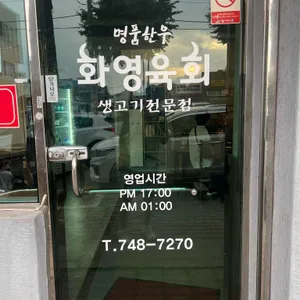 명품한우
화영육회
생고기전문점
영업시간
PM 17:00
AM 01:00
T.748-7270